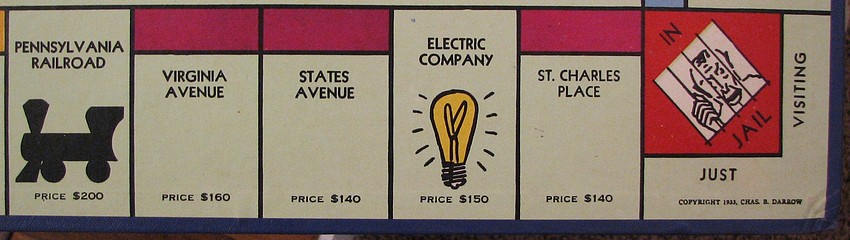 PENNSYLVANIA
RAILROAD
PRICE $200
VIRGINIA
AVENUE
PRICE $160
STATES
AVENUE
PRICE $140
ELECTRIC
COMPANY
PRICE $150
ST. CHARLES
PLACE
PRICE $140
IN
JAIL
JUST
VISITING
COPYRIGHT 1933, CHAS. B. DARROW